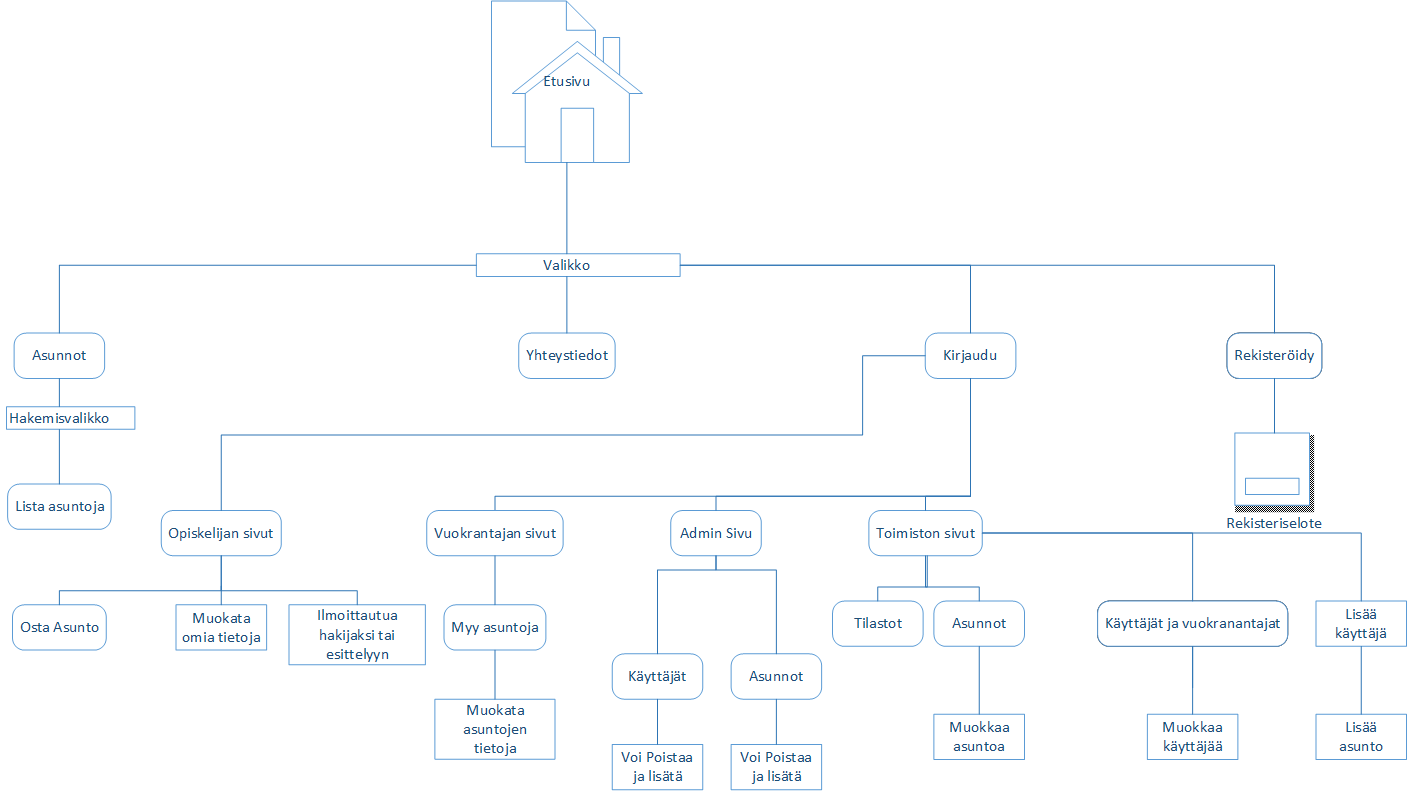 Etusivu
Valikko
Asunnot
Yhteystiedot
Kirjaudu
Rekisteröidy
Hakemisvalikko
Lista asuntoja
Rekisteriselote
Opiskelijan sivut
Vuokrantajan sivut
Admin Sivu
Toimiston sivut
Osta Asunto
Muokata
omia tietoja
Ilmoittautua
hakijaksi tai
esittelyyn
Myy asuntoja
Tilastot
Asunnot
Käyttäjät ja vuokranantajat
Lisää
käyttäjä
Käyttäjät
Asunnot
Muokata
asuntojen
tietoja
Voi Poistaa
ja lisätä
Voi Poistaa
ja lisätä
Muokkaa
asuntoa
Muokkaa
käyttäjää
Lisää
asunto